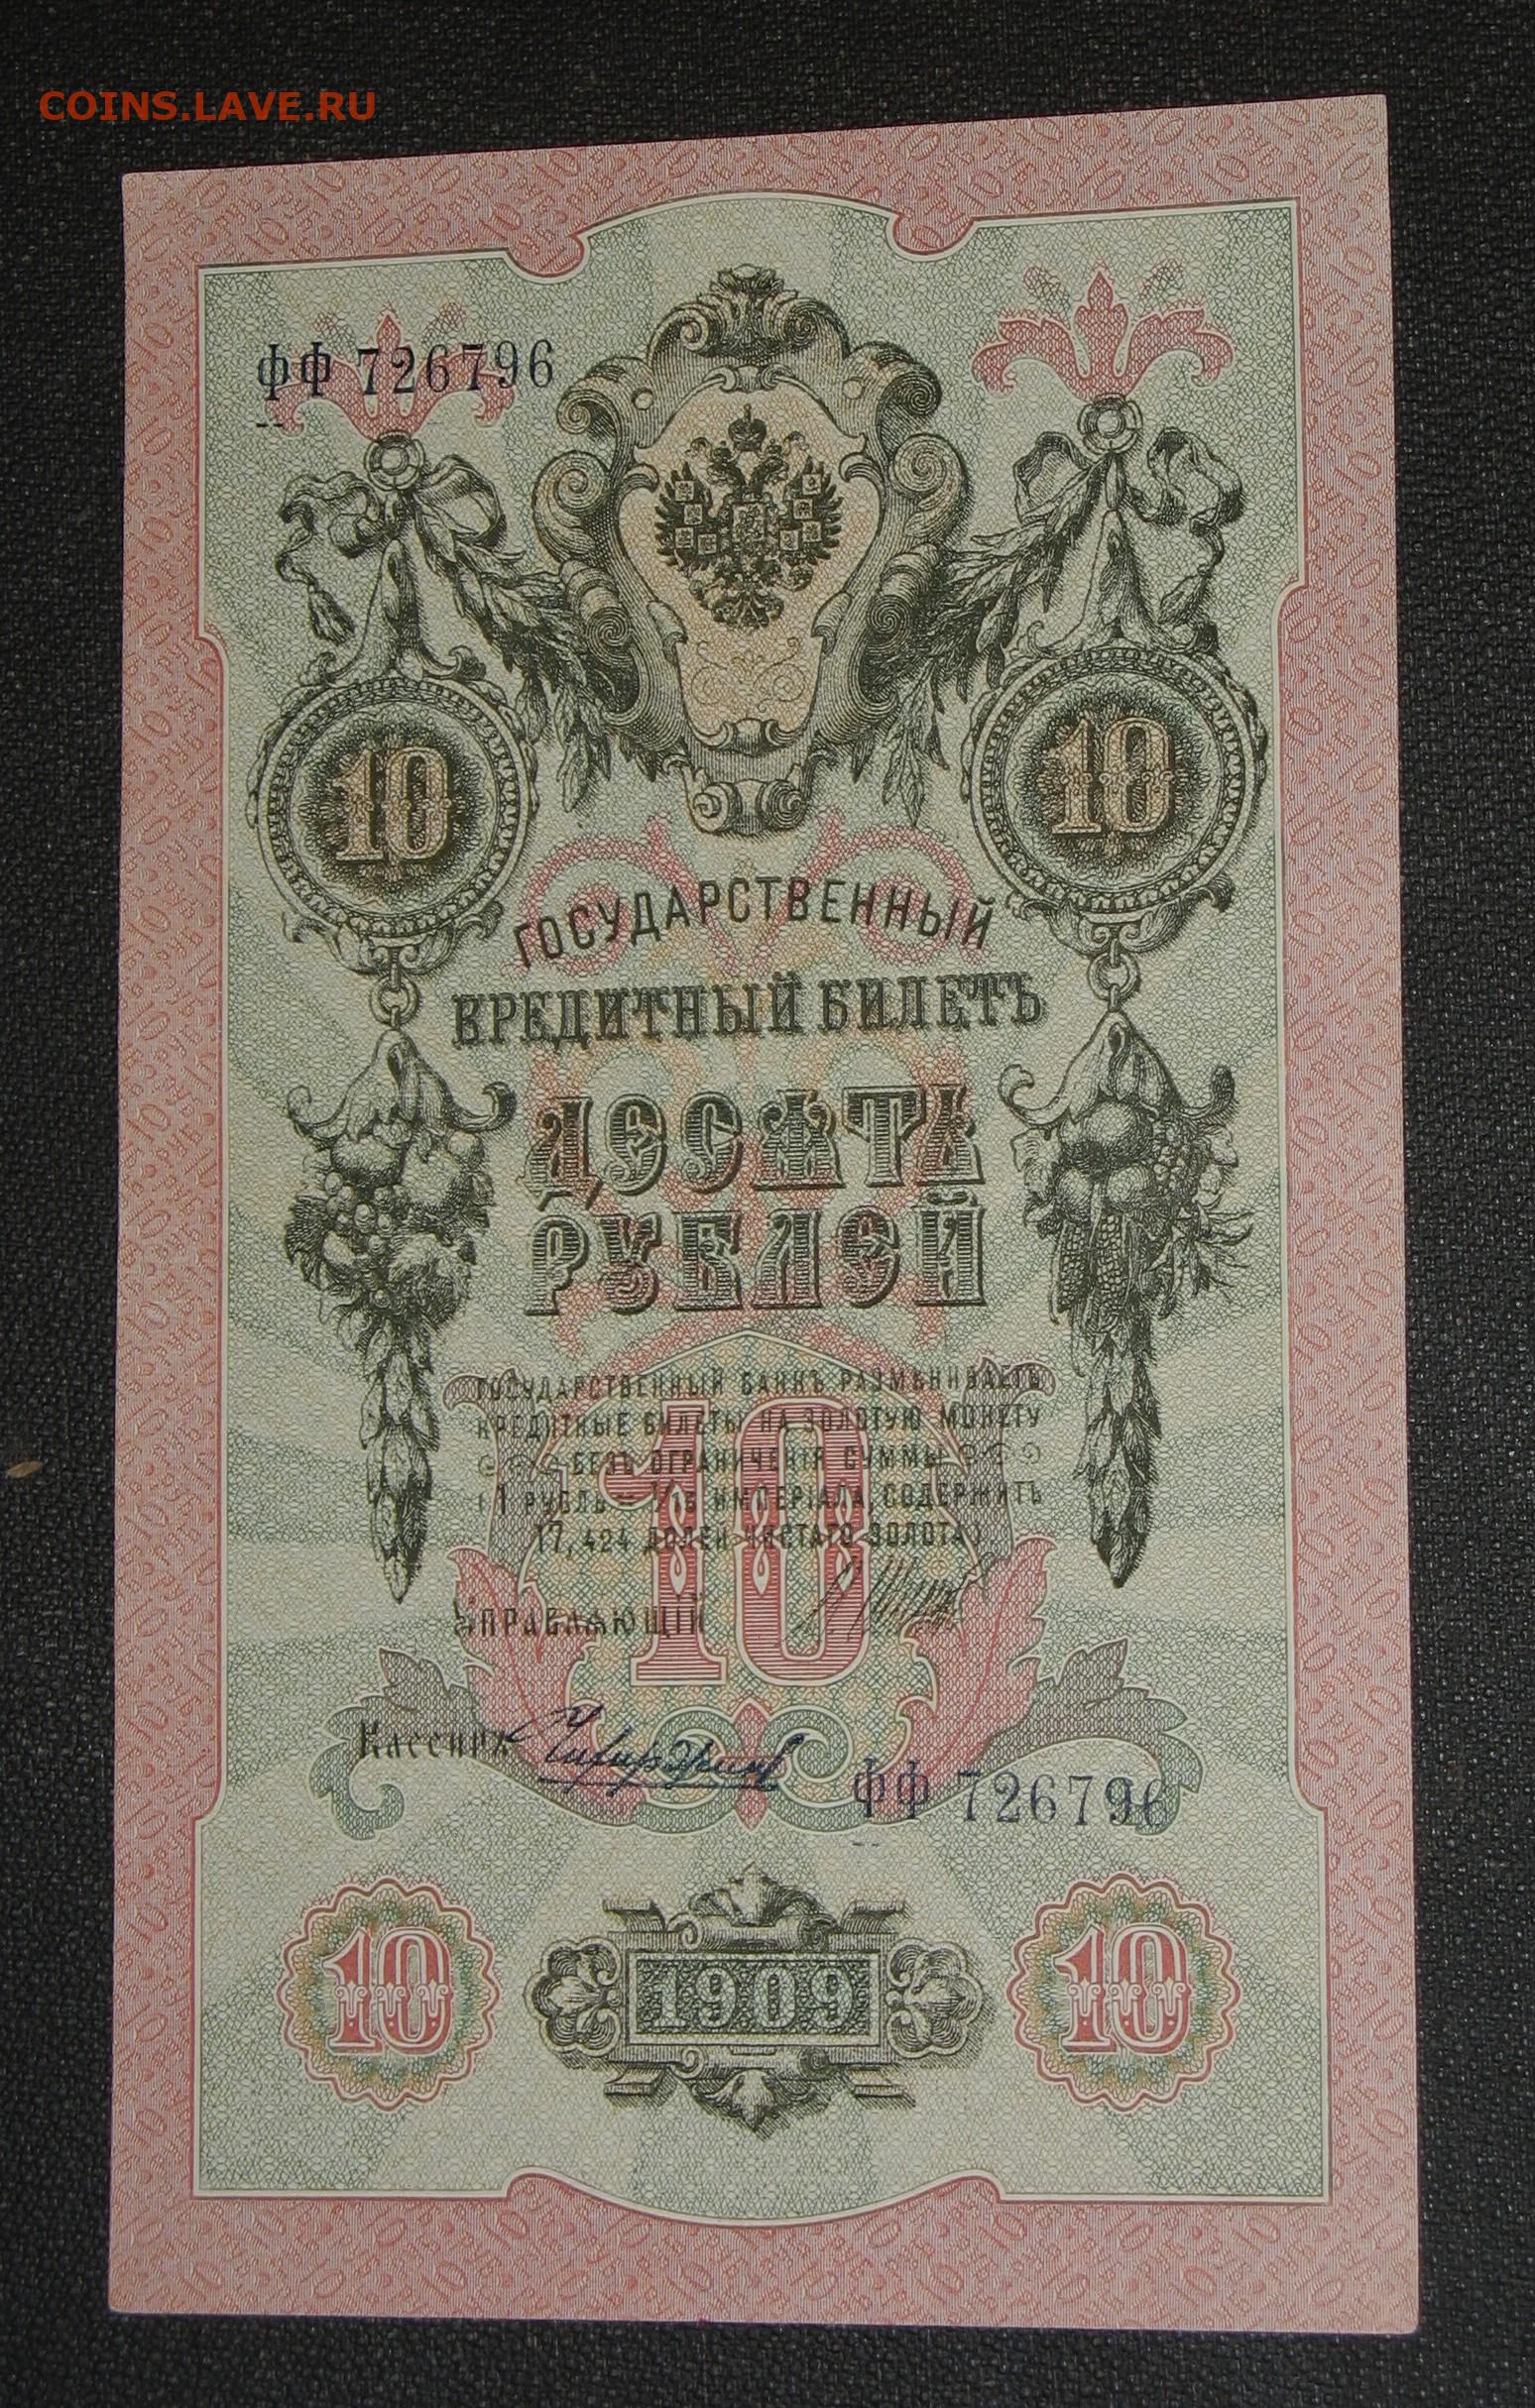 COINS.LAVE.RU
ФФ 726796
10 10
ГОСУДАРСТВЕННЫЙ
КРЕДИТНЫЙ БИЛЕТЪ
ДЕСЯТЬ
РУБЛЕЙ
ГОСУДАРСТВЕННЫЙ БАНКЪ РАЗМѢНИВАЕТЪ
КРЕДИТНЫЕ БИЛЕТЫ НА ЗОЛОТУЮ МОНЕТУ
БЕЗЪ ОГРАНИЧЕНІЯ СУММЫ
(1 РУБЛЬ = 1/15 ИМПЕРІАЛА, СОДЕРЖИТЪ
17,424 ДОЛЕЙ ЧИСТАГО ЗОЛОТА)
10
УПРАВЛЯЮЩІЙ
Кассиръ
ФФ 726796
10 1909 10